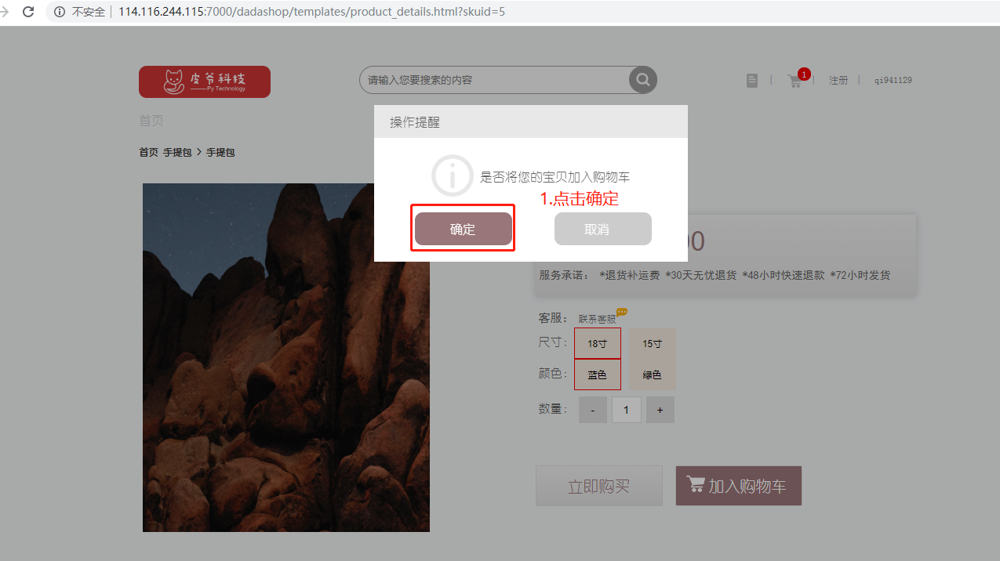 不安全 114.116.244.115:7000/dadashop/templates/product_details.html?skuid=5
皮爷科技
Py Technology
请输入您要搜索的内容
1
注册
qi941129
首页
操作提醒
首页 手提包 > 手提包
是否将您的宝贝加入购物车
1.点击确定
确定
取消
00
服务承诺: *退货补运费 *30天无忧退货 *48小时快速退款 *72小时发货
客服: 联系客服
尺寸: 18寸 15寸
颜色: 蓝色 绿色
数量: - 1 +
立即购买 加入购物车